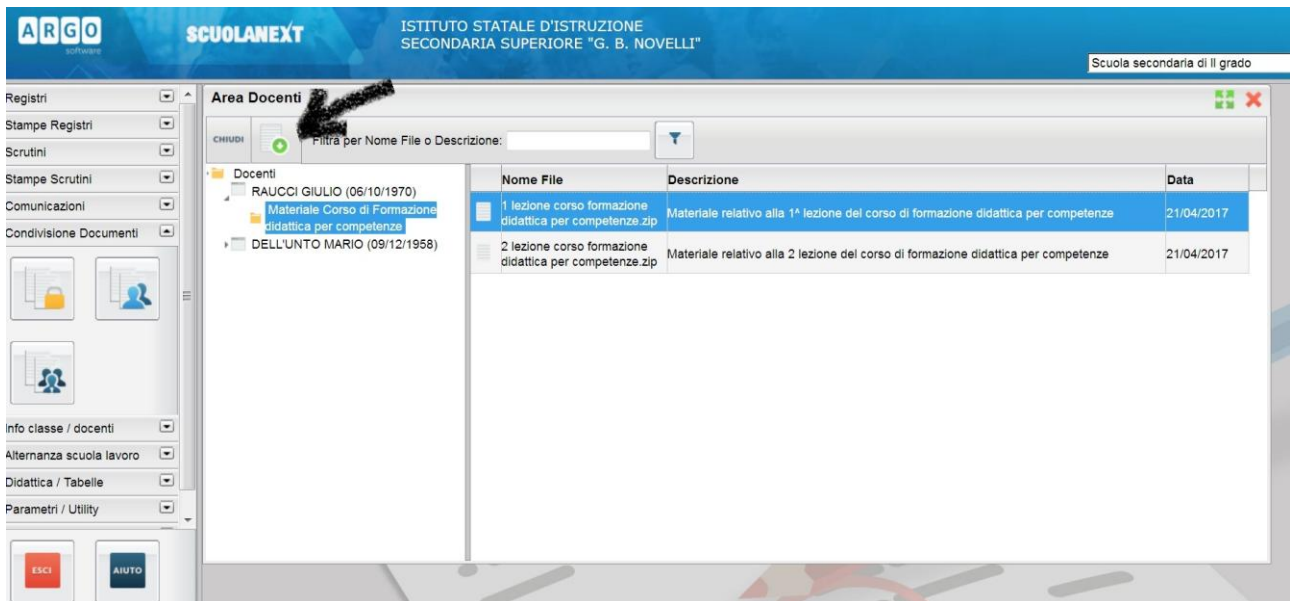 ARGO
software
SCUOLANEXT
ISTITUTO STATALE D'ISTRUZIONE
SECONDARIA SUPERIORE "G. B. NOVELLI"
Scuola secondaria di II grado
Registri
Stampe Registri
Scrutini
Stampe Scrutini
Comunicazioni
Condivisione Documenti
Info classe / docenti
Alternanza scuola lavoro
Didattica / Tabelle
Parametri / Utility
ESCI
AIUTO
Area Docenti
CHIUDI
Filtra per Nome File o Descrizione:
Docenti
RAUCCI GIULIO (06/10/1970)
Materiale Corso di Formazione
didattica per competenze
DELL'UNTO MARIO (09/12/1958)
Nome File
Descrizione
Data
1 lezione corso formazione
didattica per competenze.zip
Materiale relativo alla 1^ lezione del corso di formazione didattica per competenze
21/04/2017
2 lezione corso formazione
didattica per competenze.zip
Materiale relativo alla 2 lezione del corso di formazione didattica per competenze
21/04/2017